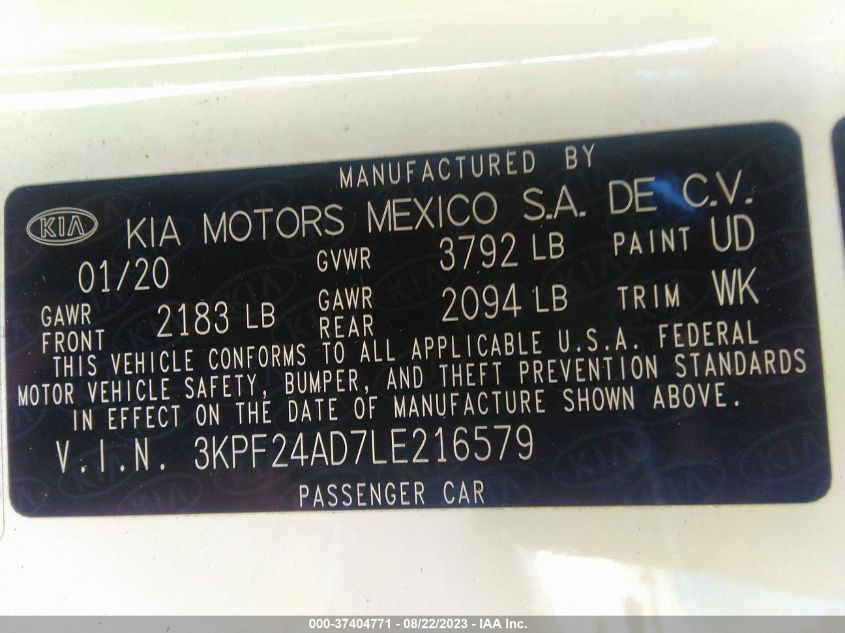 MANUFACTURED BY
KIA KIA MOTORS MEXICO S.A. DE C.V.
01/20 GVWR 3792 LB PAINT UD
GAWR FRONT 2183 LB GAWR REAR 2094 LB TRIM WK
THIS VEHICLE CONFORMS TO ALL APPLICABLE U.S.A. FEDERAL
MOTOR VEHICLE SAFETY, BUMPER, AND THEFT PREVENTION STANDARDS
IN EFFECT ON THE DATE OF MANUFACTURE SHOWN ABOVE.
V.I.N. 3KPF24AD7LE216579
PASSENGER CAR
000-37404771 - 08/22/2023 - IAA Inc.